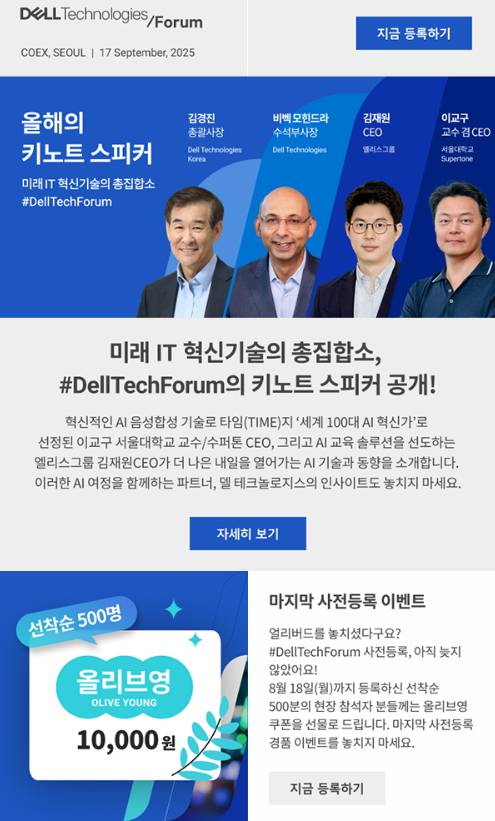 DELLTechnologies/Forum
COEX, SEOUL | 17 September, 2025
지금 등록하기
올해의
키노트 스피커
미래 IT 혁신기술의 총집합소
#DellTechForum
김경진
총괄사장
Dell Technologies
Korea
비벡 모힌드라
수석부사장
Dell Technologies
김재원
CEO
엘리스그룹
이교구
교수 겸 CEO
서울대학교
Supertone
미래 IT 혁신기술의 총집합소,
#DellTechForum의 키노트 스피커 공개!
혁신적인 AI 음성합성 기술로 타임(TIME)지 ‘세계 100대 AI 혁신가’로
선정된 이교구 서울대학교 교수/수퍼톤 CEO, 그리고 AI 교육 솔루션을 선도하는
엘리스그룹 김재원CEO가 더 나은 내일을 열어가는 AI 기술과 동향을 소개합니다.
이러한 AI 여정을 함께하는 파트너, 델 테크놀로지스의 인사이트도 놓치지 마세요.
자세히 보기
선착순 500명
올리브영
OLIVE YOUNG
10,000원
마지막 사전등록 이벤트
얼리버드를 놓치셨다구요?
#DellTechForum 사전등록, 아직 늦지
않았어요!
8월 18일(월)까지 등록하신 선착순
500분의 현장 참석자 분들께는 올리브영
쿠폰을 선물로 드립니다. 마지막 사전등록
경품 이벤트를 놓치지 마세요.
지금 등록하기